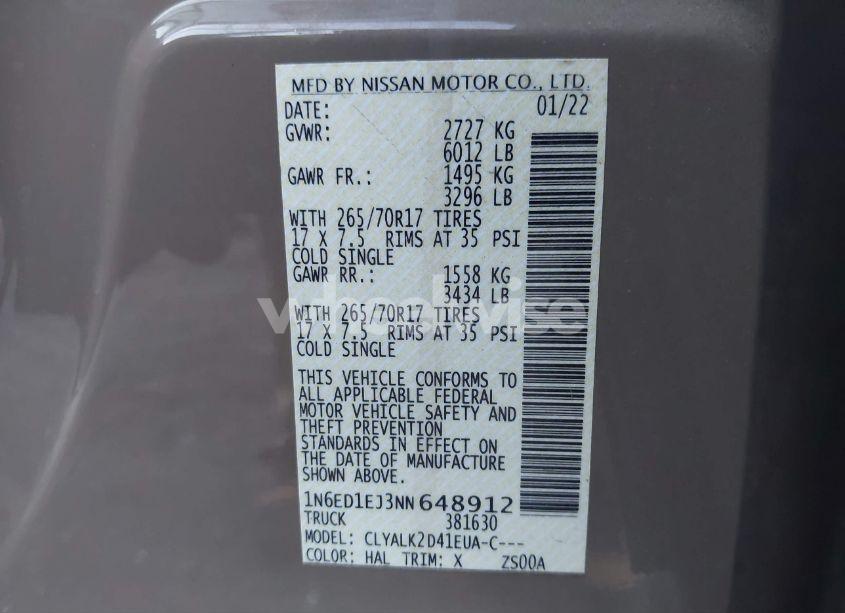 MFD BY NISSAN MOTOR CO., LTD.
DATE: 01/22
GVWR: 2727 KG
6012 LB
GAWR FR.: 1495 KG
3296 LB
WITH 265/70R17 TIRES
17 X 7.5 RIMS AT 35 PSI
COLD SINGLE
GAWR RR.: 1558 KG
3434 LB
wheelwise
WITH 265/70R17 TIRES
17 X 7.5 RIMS AT 35 PSI
COLD SINGLE
THIS VEHICLE CONFORMS TO
ALL APPLICABLE FEDERAL
MOTOR VEHICLE SAFETY AND
THEFT PREVENTION
STANDARDS IN EFFECT ON
THE DATE OF MANUFACTURE
SHOWN ABOVE.
1N6ED1EJ3NN648912
TRUCK 381630
MODEL: CLYALK2D41EUA-C---
COLOR: HAL TRIM: X ZS00A